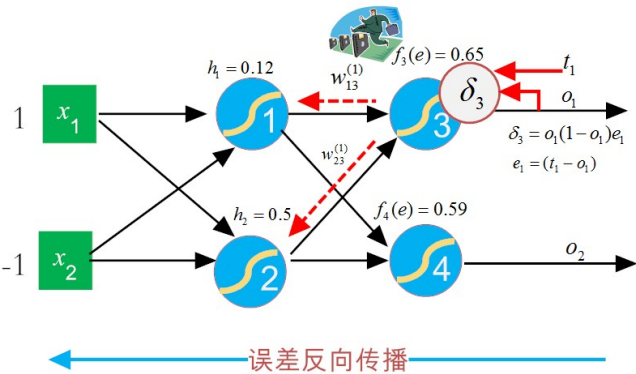 h₁ = 0.12
w₁₃⁽¹⁾
f₃(e) = 0.65
t₁
1
x₁
1
3
δ₃
o₁
δ₃ = o₁(1−o₁)e₁
e₁ = (t₁ − o₁)
w₂₃⁽¹⁾
h₂ = 0.5
f₄(e) = 0.59
-1
x₂
2
4
o₂
误差反向传播